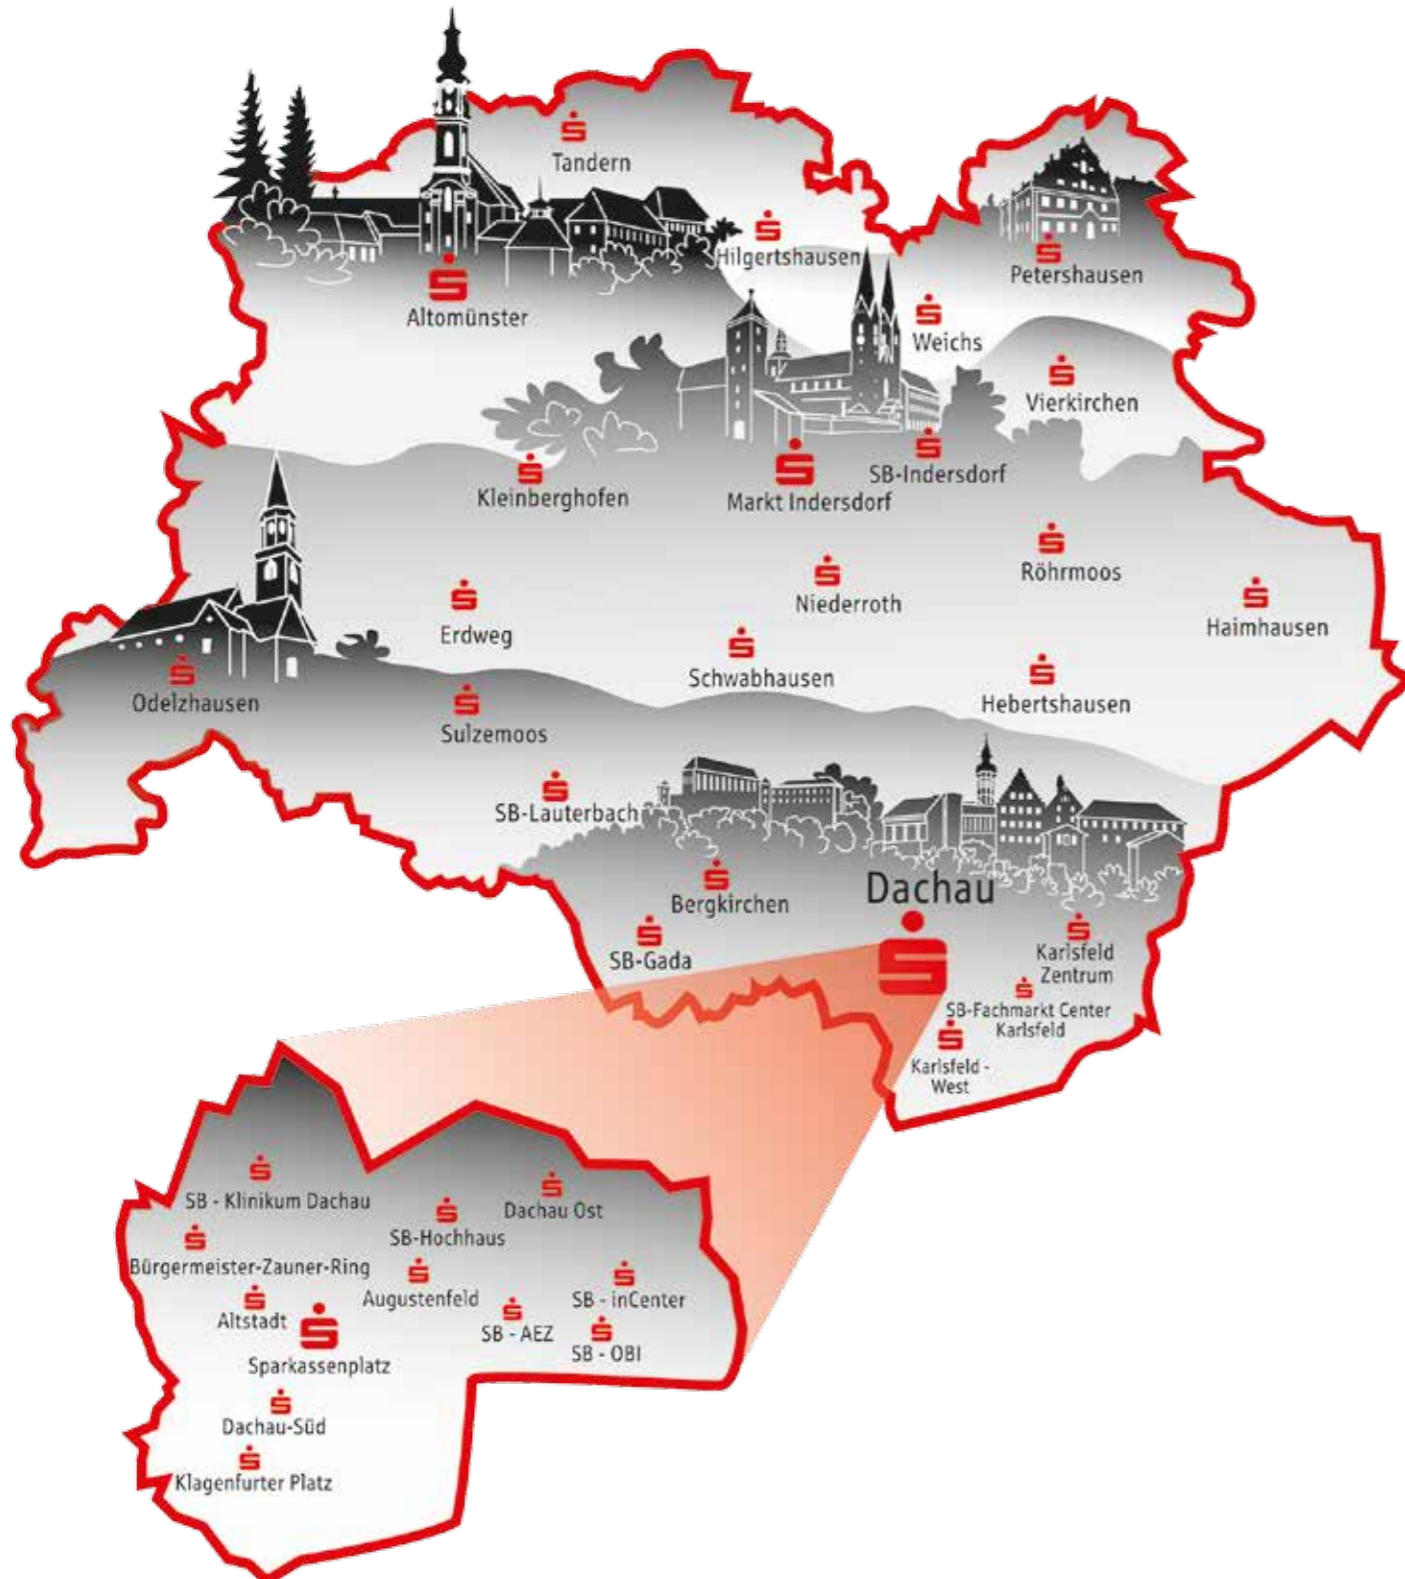 Tandern
Hilgertshausen
Petershausen
Altomünster
Weichs
Vierkirchen
Kleinberghofen
Markt Indersdorf
SB-Indersdorf
Röhrmoos
Niederroth
Haimhausen
Erdweg
Schwabhausen
Hebertshausen
Odelzhausen
Sulzemoos
SB-Lauterbach
Dachau
Bergkirchen
SB-Gada
Karlsfeld
Zentrum
SB-Fachmarkt Center
Karlsfeld
Karlsfeld -
West
SB - Klinikum Dachau
Dachau Ost
SB-Hochhaus
Bürgermeister-Zauner-Ring
Augustenfeld
SB - inCenter
Altstadt
SB - AEZ
SB - OBI
Sparkassenplatz
Dachau-Süd
Klagenfurter Platz